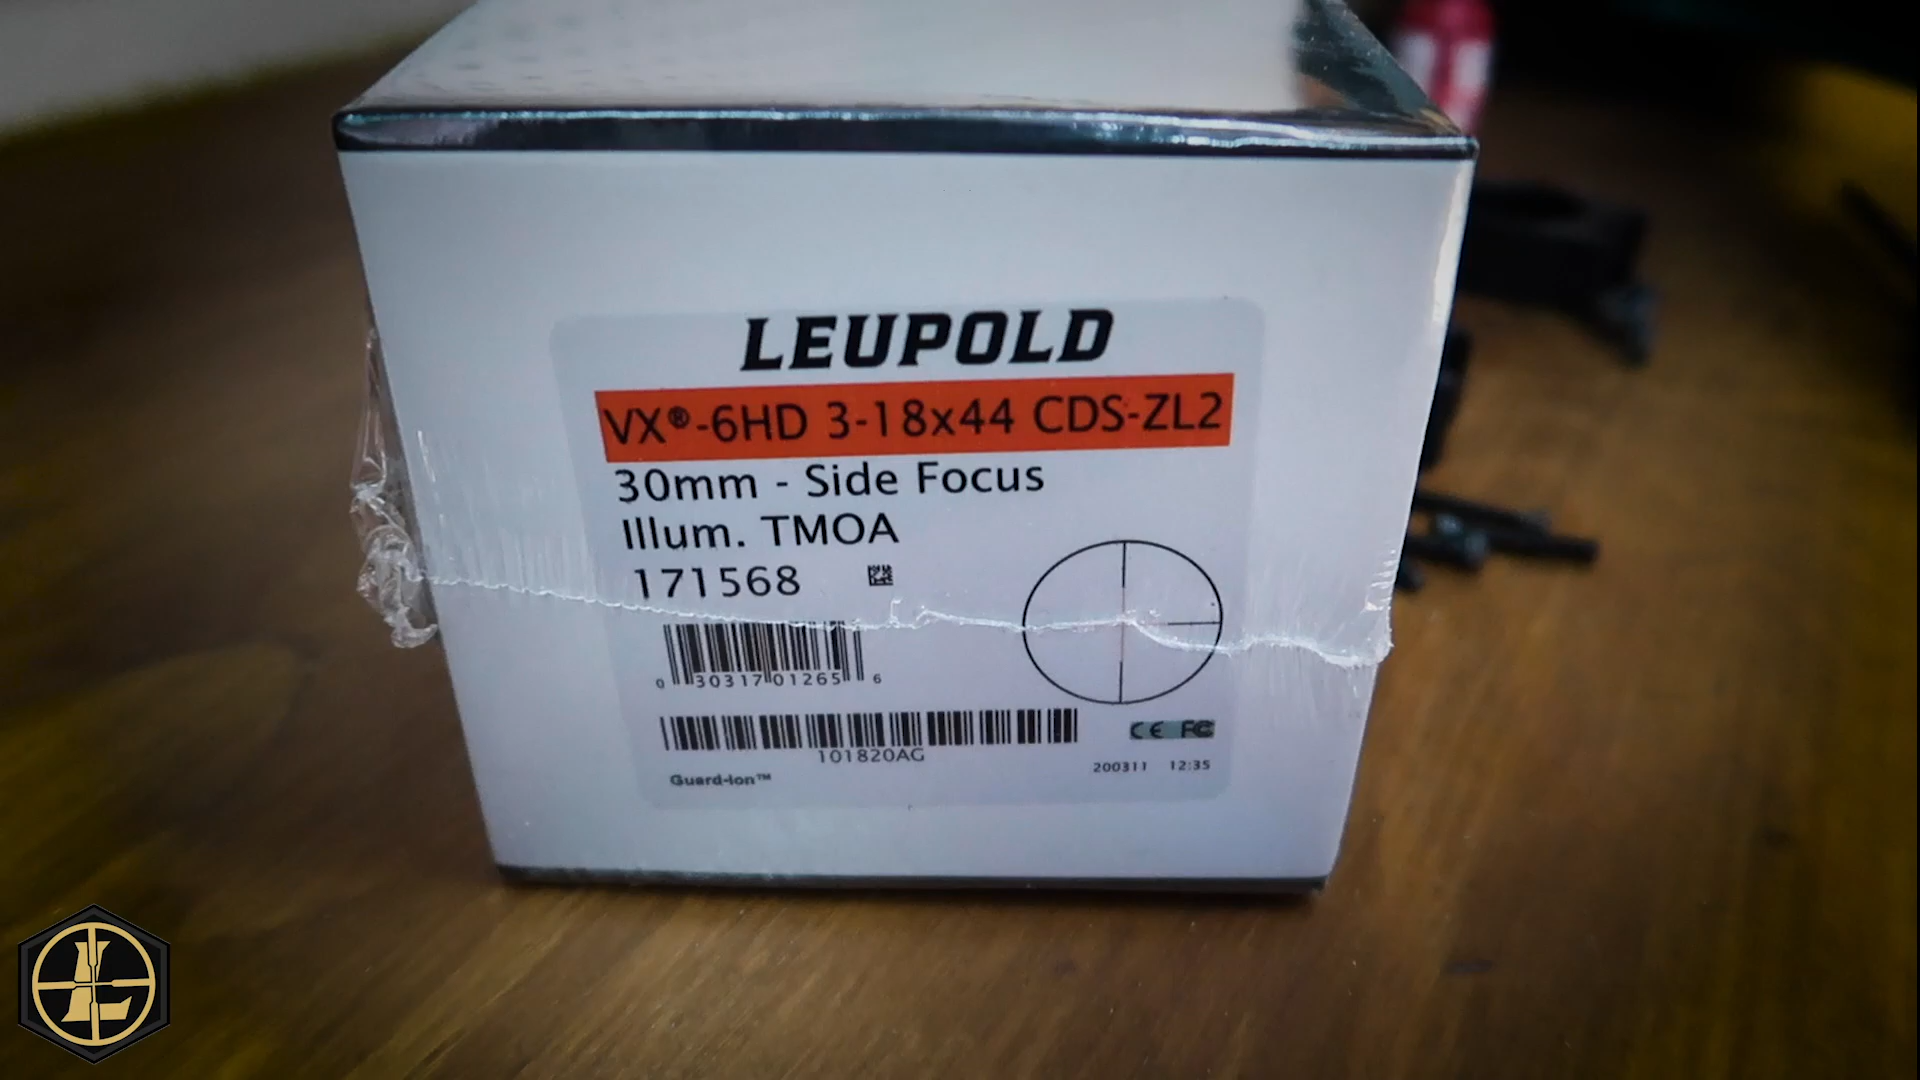 LEUPOLD
VX®-6HD 3-18x44 CDS-ZL2
30mm - Side Focus
Illum. TMOA
171568
0 30317 01265 6
101820AG
CE FC
Guard-ion™
200311 12:35
L